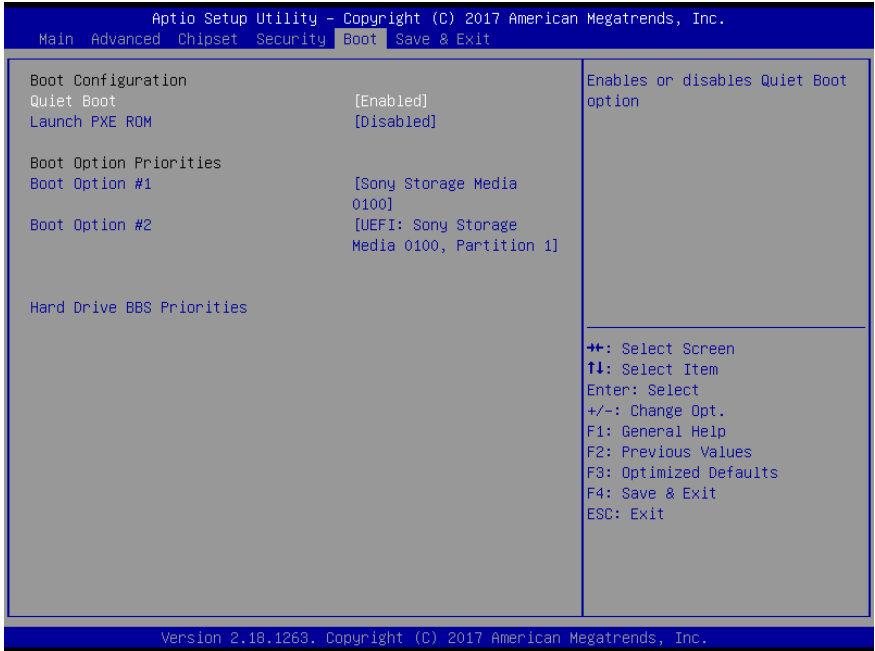 Aptio Setup Utility – Copyright (C) 2017 American Megatrends, Inc.
Main Advanced Chipset Security Boot Save & Exit
Boot Configuration
Quiet Boot [Enabled]
Launch PXE ROM [Disabled]
Boot Option Priorities
Boot Option #1 [Sony Storage Media
0100]
Boot Option #2 [UEFI: Sony Storage
Media 0100, Partition 1]
Hard Drive BBS Priorities
Enables or disables Quiet Boot
option
→←: Select Screen
↑↓: Select Item
Enter: Select
+/-: Change Opt.
F1: General Help
F2: Previous Values
F3: Optimized Defaults
F4: Save & Exit
ESC: Exit
Version 2.18.1263. Copyright (C) 2017 American Megatrends, Inc.